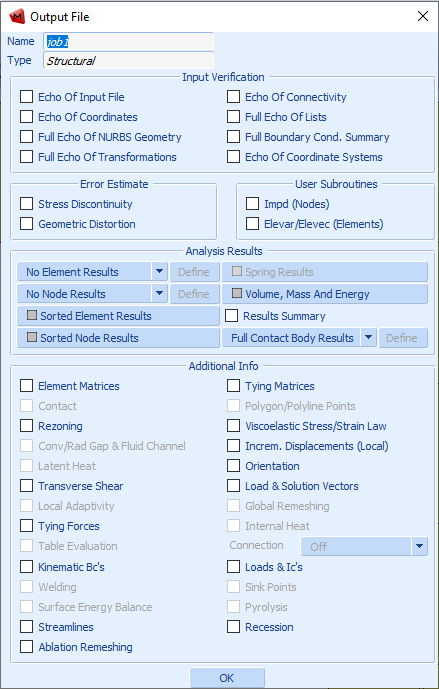 Output File
Name job1
Type Structural
Input Verification
Echo Of Input File Echo Of Connectivity
Echo Of Coordinates Full Echo Of Lists
Full Echo Of NURBS Geometry Full Boundary Cond. Summary
Full Echo Of Transformations Echo Of Coordinate Systems
Error Estimate User Subroutines
Stress Discontinuity Impd (Nodes)
Geometric Distortion Elevar/Elevec (Elements)
Analysis Results
No Element Results Define Spring Results
No Node Results Define Volume, Mass And Energy
Sorted Element Results Results Summary
Sorted Node Results Full Contact Body Results Define
Additional Info
Element Matrices Tying Matrices
Contact Polygon/Polyline Points
Rezoning Viscoelastic Stress/Strain Law
Conv/Rad Gap & Fluid Channel Increm. Displacements (Local)
Latent Heat Orientation
Transverse Shear Load & Solution Vectors
Local Adaptivity Global Remeshing
Tying Forces Internal Heat
Table Evaluation Connection Off
Kinematic Bc's Loads & Ic's
Welding Sink Points
Surface Energy Balance Pyrolysis
Streamlines Recession
Ablation Remeshing
OK